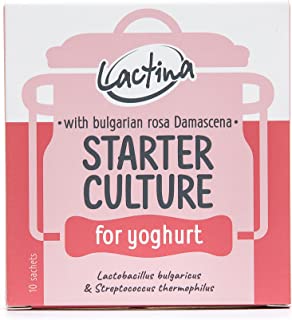 Lactina
• with bulgarian rosa Damascena •
STARTER
CULTURE
for yoghurt
Lactobacillus bulgaricus
& Streptococcus thermophilus
10 sachets